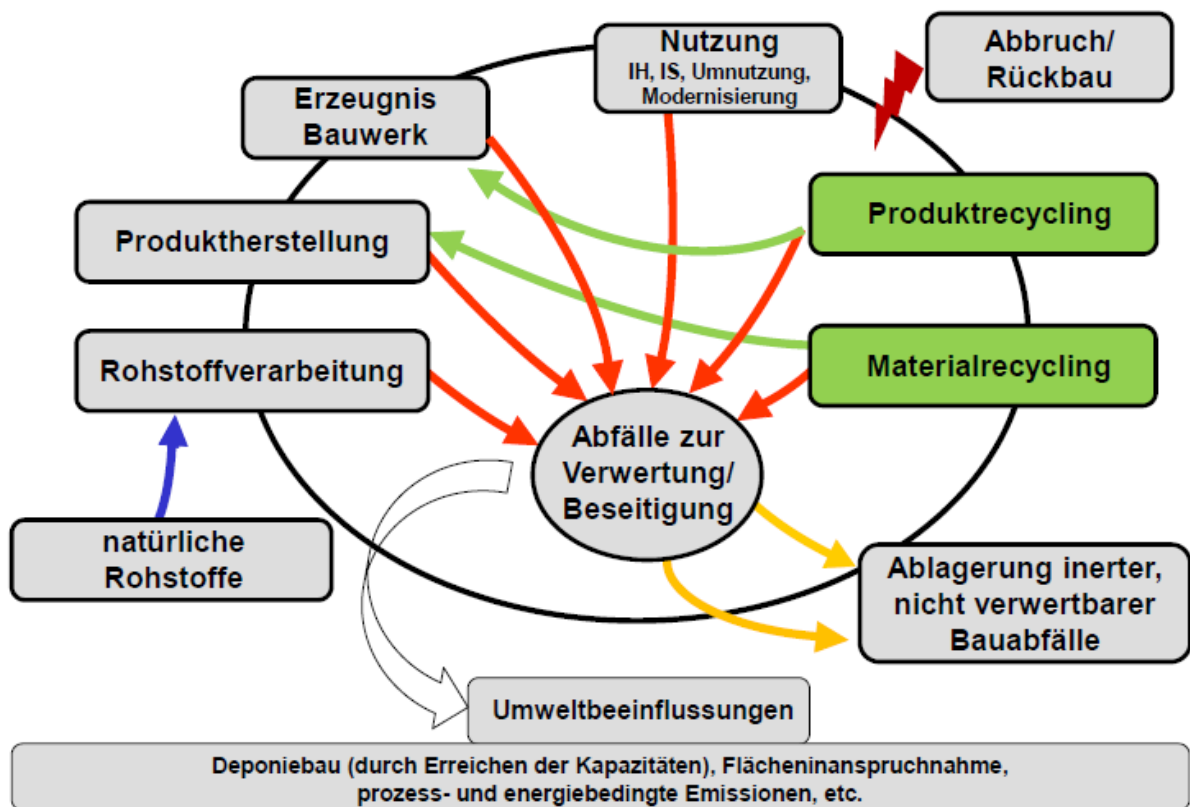 Nutzung
IH, IS, Umnutzung,
Modernisierung
Abbruch/
Rückbau
Erzeugnis
Bauwerk
Produktrecycling
Produktherstellung
Materialrecycling
Rohstoffverarbeitung
Abfälle zur
Verwertung/
Beseitigung
natürliche
Rohstoffe
Ablagerung inerter,
nicht verwertbarer
Bauabfälle
Umweltbeeinflussungen
Deponiebau (durch Erreichen der Kapazitäten), Flächeninanspruchnahme,
prozess- und energiebedingte Emissionen, etc.